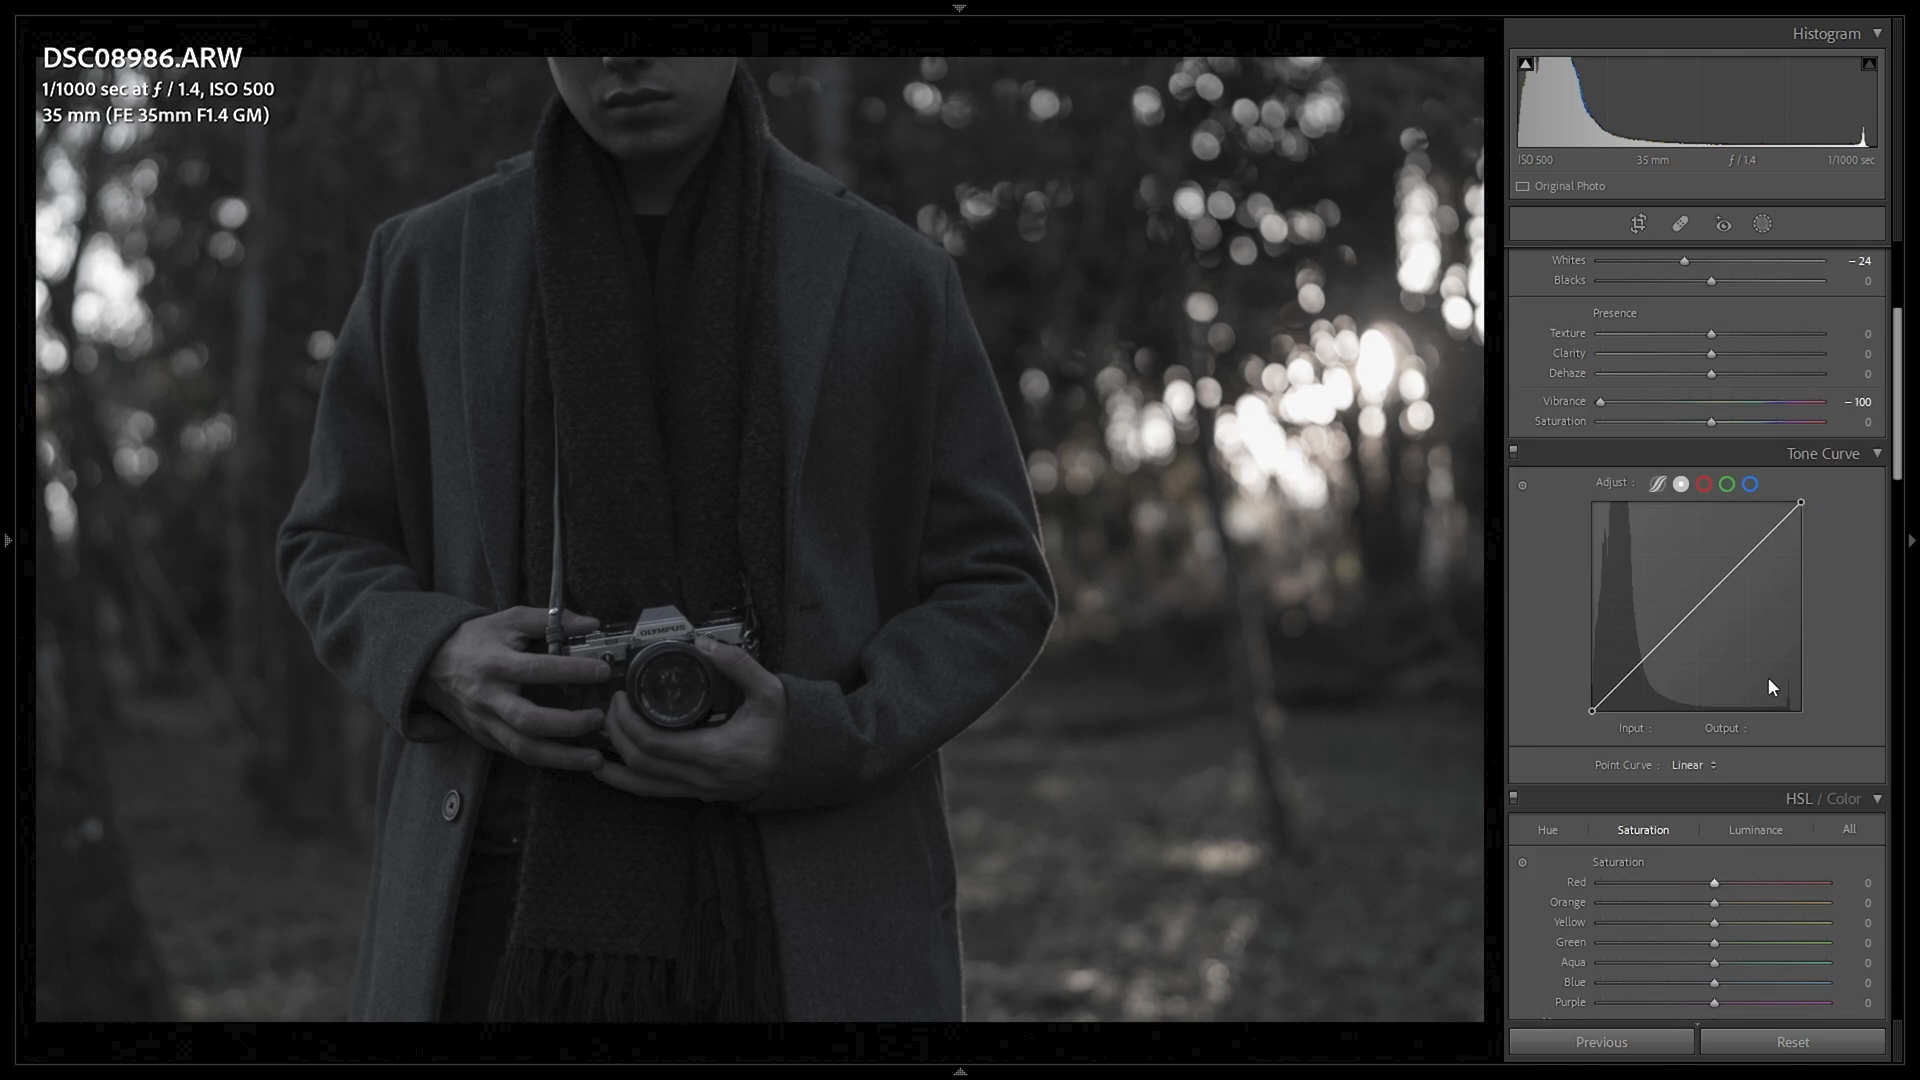 DSC08986.ARW
1/1000 sec at ƒ / 1.4, ISO 500
35 mm (FE 35mm F1.4 GM)
OLYMPUS
Histogram
ISO 500 35 mm ƒ / 1.4 1/1000 sec
Original Photo
Whites – 24
Blacks 0
Presence
Texture 0
Clarity 0
Dehaze 0
Vibrance – 100
Saturation 0
Tone Curve
Adjust :
Input : Output :
Point Curve : Linear
HSL / Color
Hue Saturation Luminance All
Saturation
Red 0
Orange 0
Yellow 0
Green 0
Aqua 0
Blue 0
Purple 0
Previous Reset